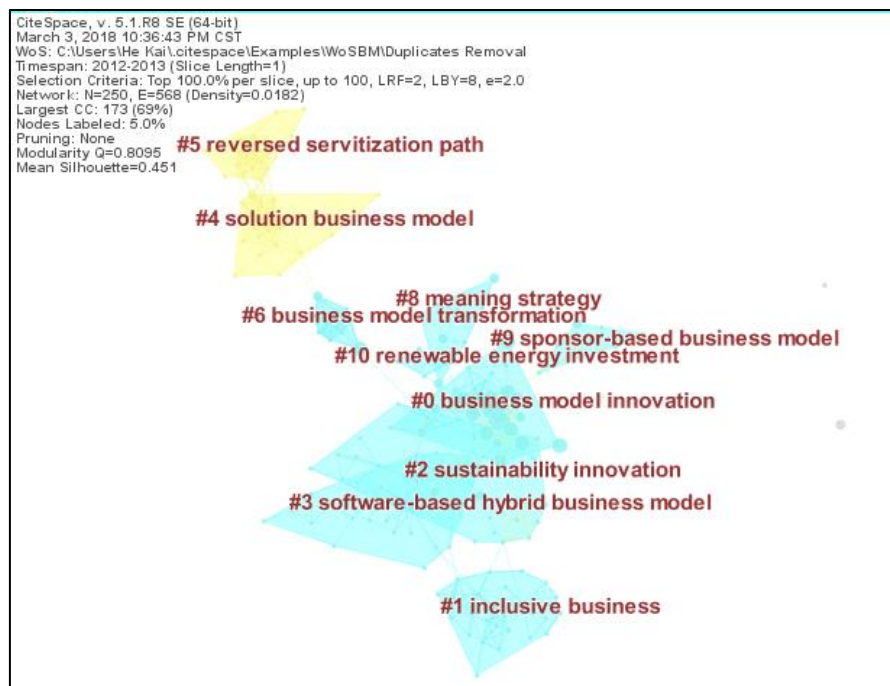 CiteSpace, v. 5.1.R8 SE (64-bit)
March 3, 2018 10:36:43 PM CST
WoS: C:\Users\He Kai\.citespace\Examples\WoSBM\Duplicates Removal
Timespan: 2012-2013 (Slice Length=1)
Selection Criteria: Top 100.0% per slice, up to 100, LRF=2, LBY=8, e=2.0
Network: N=250, E=568 (Density=0.0182)
Largest CC: 173 (69%)
Nodes Labeled: 5.0%
Pruning: None
Modularity Q=0.8095
Mean Silhouette=0.451
#5 reversed servitization path
#4 solution business model
#8 meaning strategy
#6 business model transformation
#9 sponsor-based business model
#10 renewable energy investment
#0 business model innovation
#2 sustainability innovation
#3 software-based hybrid business model
#1 inclusive business